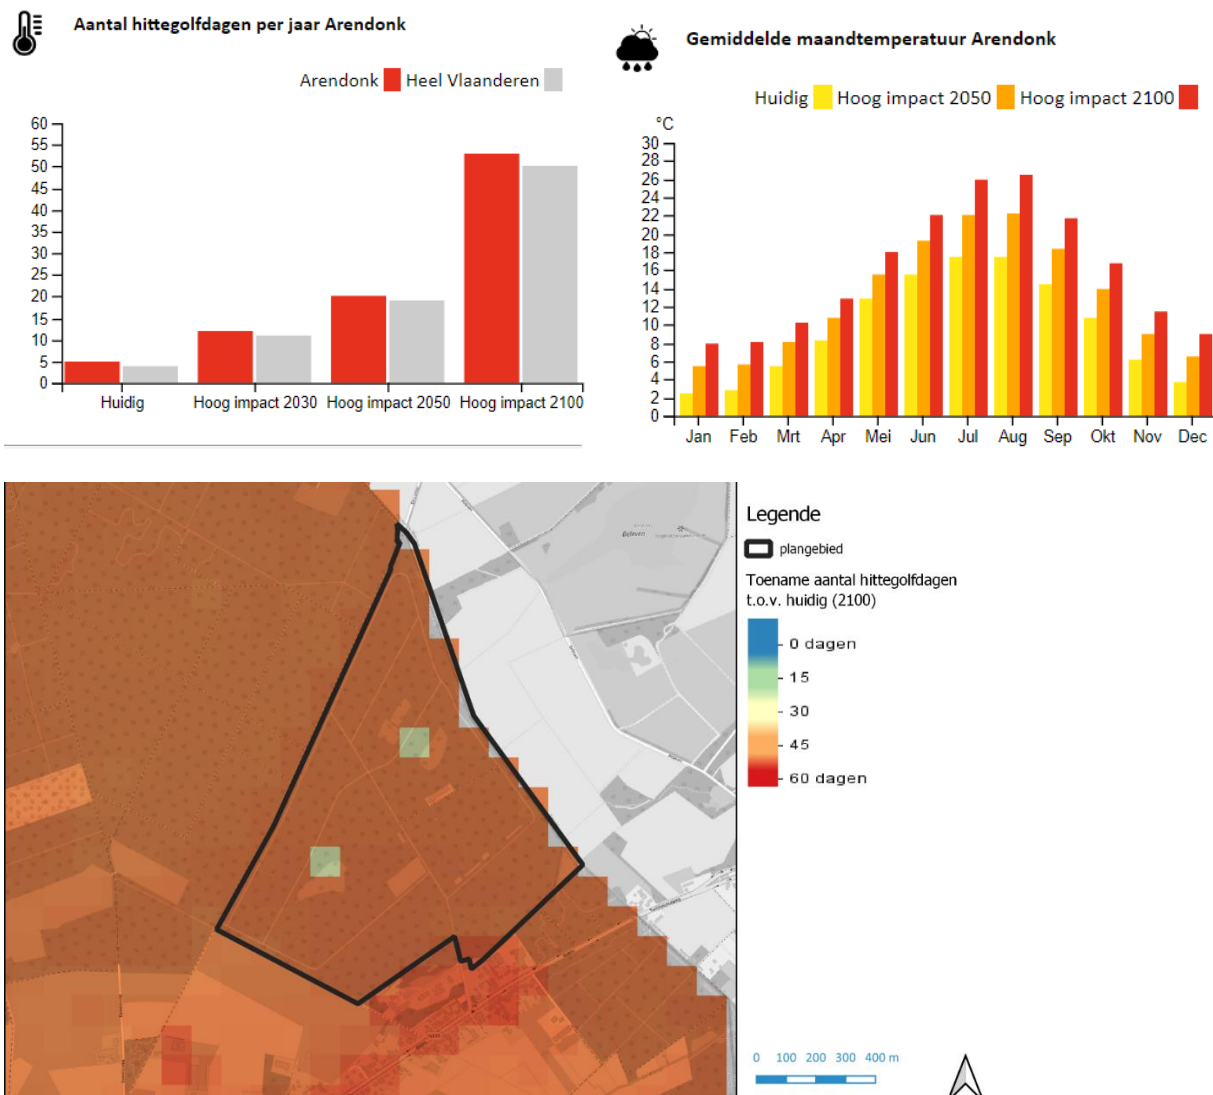 Aantal hittegolfdagen per jaar Arendonk
Arendonk Heel Vlaanderen
60
55
50
45
40
35
30
25
20
15
10
5
0
Huidig Hoog impact 2030 Hoog impact 2050 Hoog impact 2100
Gemiddelde maandtemperatuur Arendonk
Huidig Hoog impact 2050 Hoog impact 2100
°C
30
28
26
24
22
20
18
16
14
12
10
8
6
4
2
0
Jan Feb Mrt Apr Mei Jun Jul Aug Sep Okt Nov Dec
Beleven
Legende
plangebied
Toename aantal hittegolfdagen
t.o.v. huidig (2100)
0 dagen
15
30
45
60 dagen
0 100 200 300 400 m